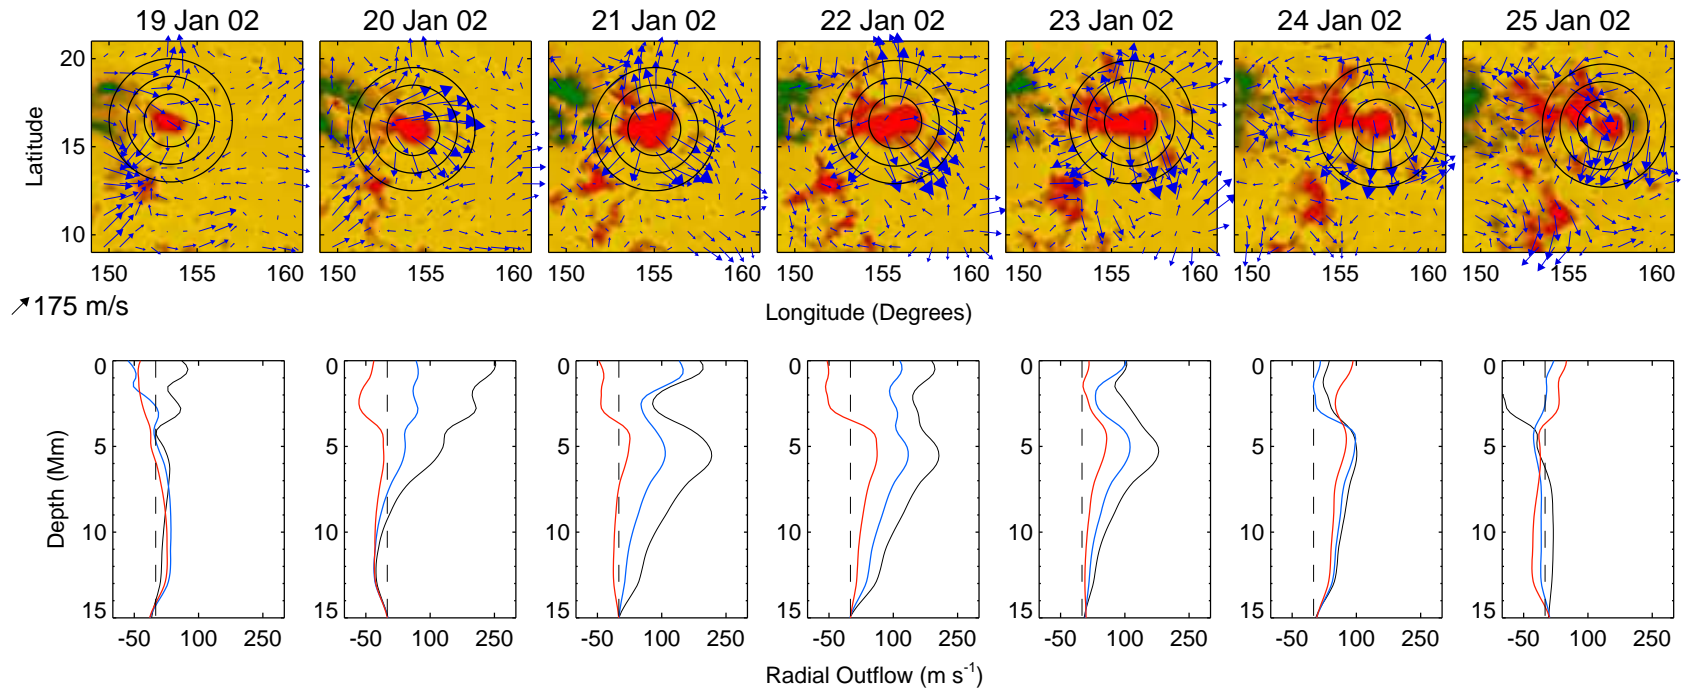 19 Jan 02 20 Jan 02 21 Jan 02 22 Jan 02 23 Jan 02 24 Jan 02 25 Jan 02
20
15
10
Latitude
150 155 160 150 155 160 150 155 160 150 155 160 150 155 160 150 155 160 150 155 160
175 m/s
Longitude (Degrees)
0 0 0 0 0 0 0
5 5 5 5 5 5 5
10 10 10 10 10 10 10
15 15 15 15 15 15 15
Depth (Mm)
-50 100 250 -50 100 250 -50 100 250 -50 100 250 -50 100 250 -50 100 250 -50 100 250
Radial Outflow (m s⁻¹)